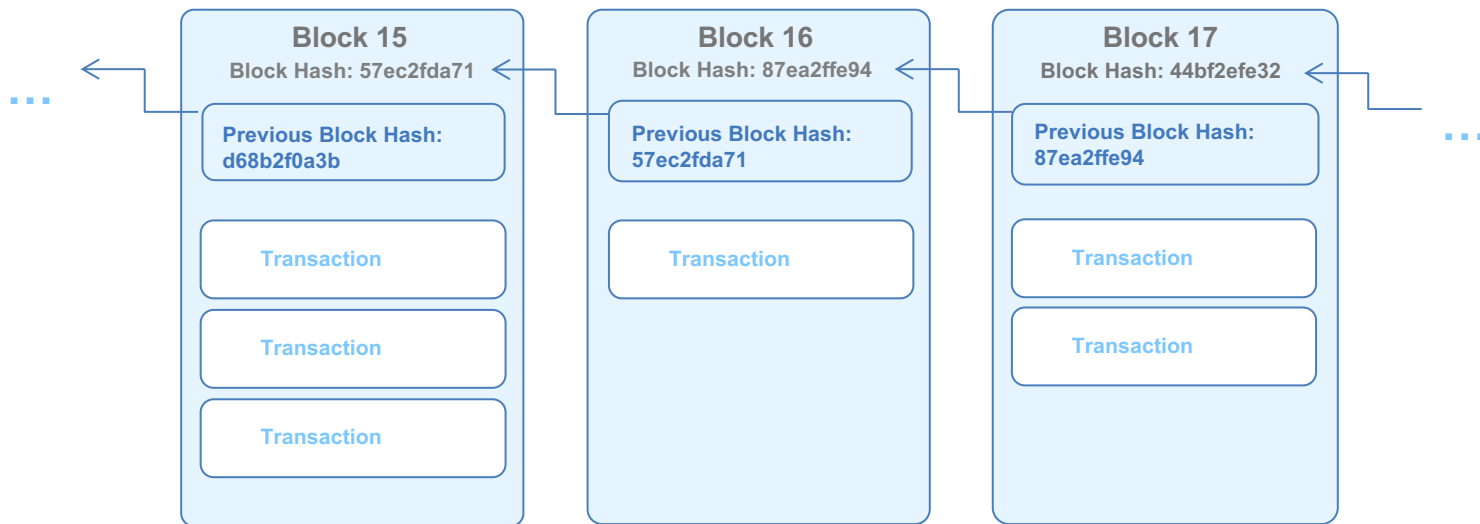 Block 15
Block Hash: 57ec2fda71
Previous Block Hash:
d68b2f0a3b
Transaction
Transaction
Transaction
Block 16
Block Hash: 87ea2ffe94
Previous Block Hash:
57ec2fda71
Transaction
Block 17
Block Hash: 44bf2efe32
Previous Block Hash:
87ea2ffe94
Transaction
Transaction
...
...